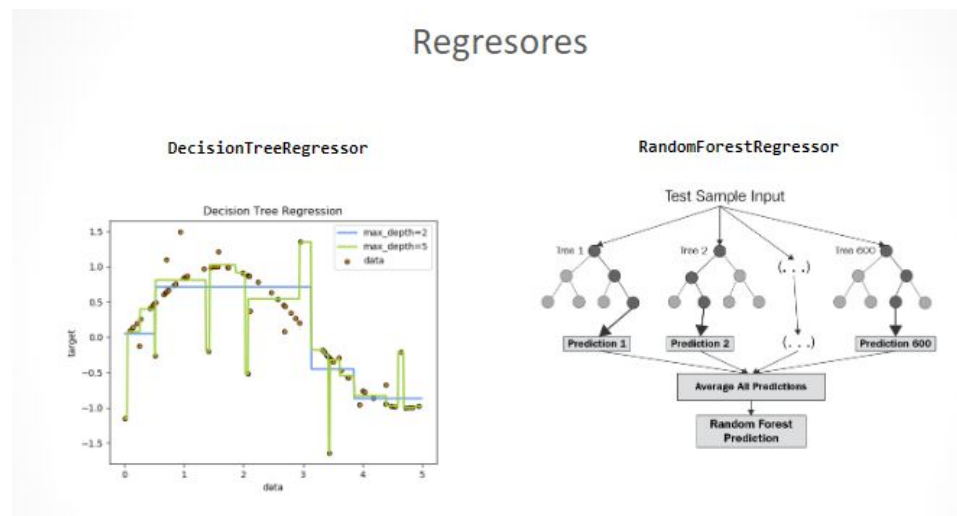 Regresores
DecisionTreeRegressor
Decision Tree Regression
max_depth=2
max_depth=5
data
1.5
1.0
0.5
0.0
−0.5
−1.0
−1.5
target
0 1 2 3 4 5
data
RandomForestRegressor
Test Sample Input
Tree 1 Tree 2 (...) Tree 600
Prediction 1 Prediction 2 (...) Prediction 600
Average All Predictions
Random Forest
Prediction